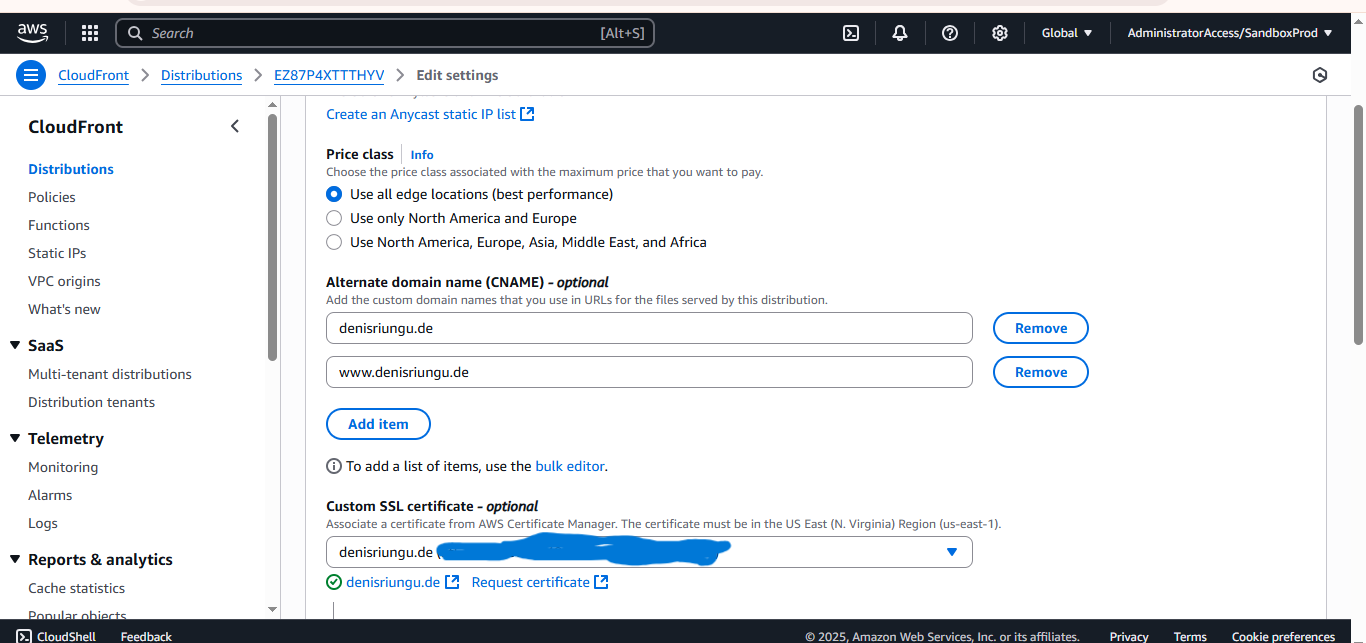 aws
Search
[Alt+S]
Global
AdministratorAccess/SandboxProd
CloudFront
Distributions
EZ87P4XTTTHYV
Edit settings
CloudFront
Distributions
Policies
Functions
Static IPs
VPC origins
What's new
SaaS
Multi-tenant distributions
Distribution tenants
Telemetry
Monitoring
Alarms
Logs
Reports & analytics
Cache statistics
Popular objects
Create an Anycast static IP list
Price class
Info
Choose the price class associated with the maximum price that you want to pay.
Use all edge locations (best performance)
Use only North America and Europe
Use North America, Europe, Asia, Middle East, and Africa
Alternate domain name (CNAME) - optional
Add the custom domain names that you use in URLs for the files served by this distribution.
denisriungu.de
Remove
www.denisriungu.de
Remove
Add item
To add a list of items, use the bulk editor.
Custom SSL certificate - optional
Associate a certificate from AWS Certificate Manager. The certificate must be in the US East (N. Virginia) Region (us-east-1).
denisriungu.de
denisriungu.de
Request certificate
CloudShell
Feedback
© 2025, Amazon Web Services, Inc. or its affiliates.
Privacy
Terms
Cookie preferences